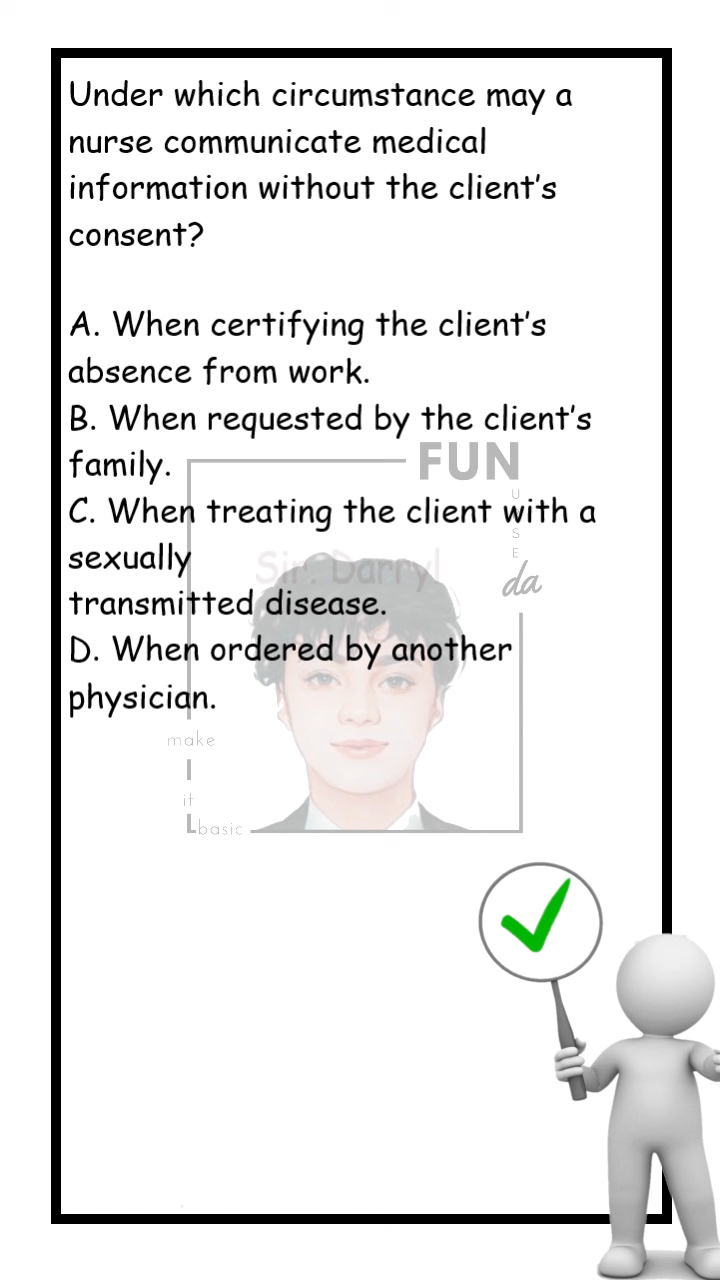 Under which circumstance may a
nurse communicate medical
information without the client’s
consent?
A. When certifying the client’s
absence from work.
B. When requested by the client’s
family.
FUN
C. When treating the client with a
sexually
transmitted disease.
D. When ordered by another
physician.
U
S
E
da
Sir. Darryl
make
it
basic